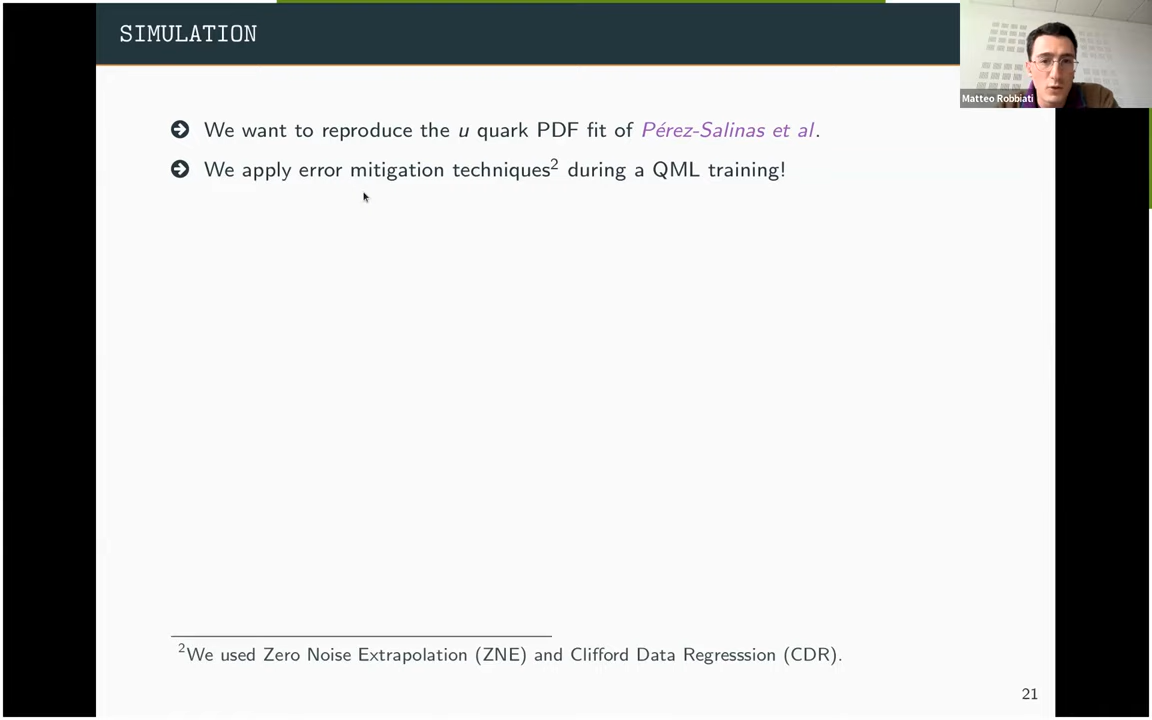 SIMULATION
Matteo Robbiati
We want to reproduce the u quark PDF fit of Pérez-Salinas et al.
We apply error mitigation techniques2 during a QML training!
2We used Zero Noise Extrapolation (ZNE) and Clifford Data Regresssion (CDR).
21